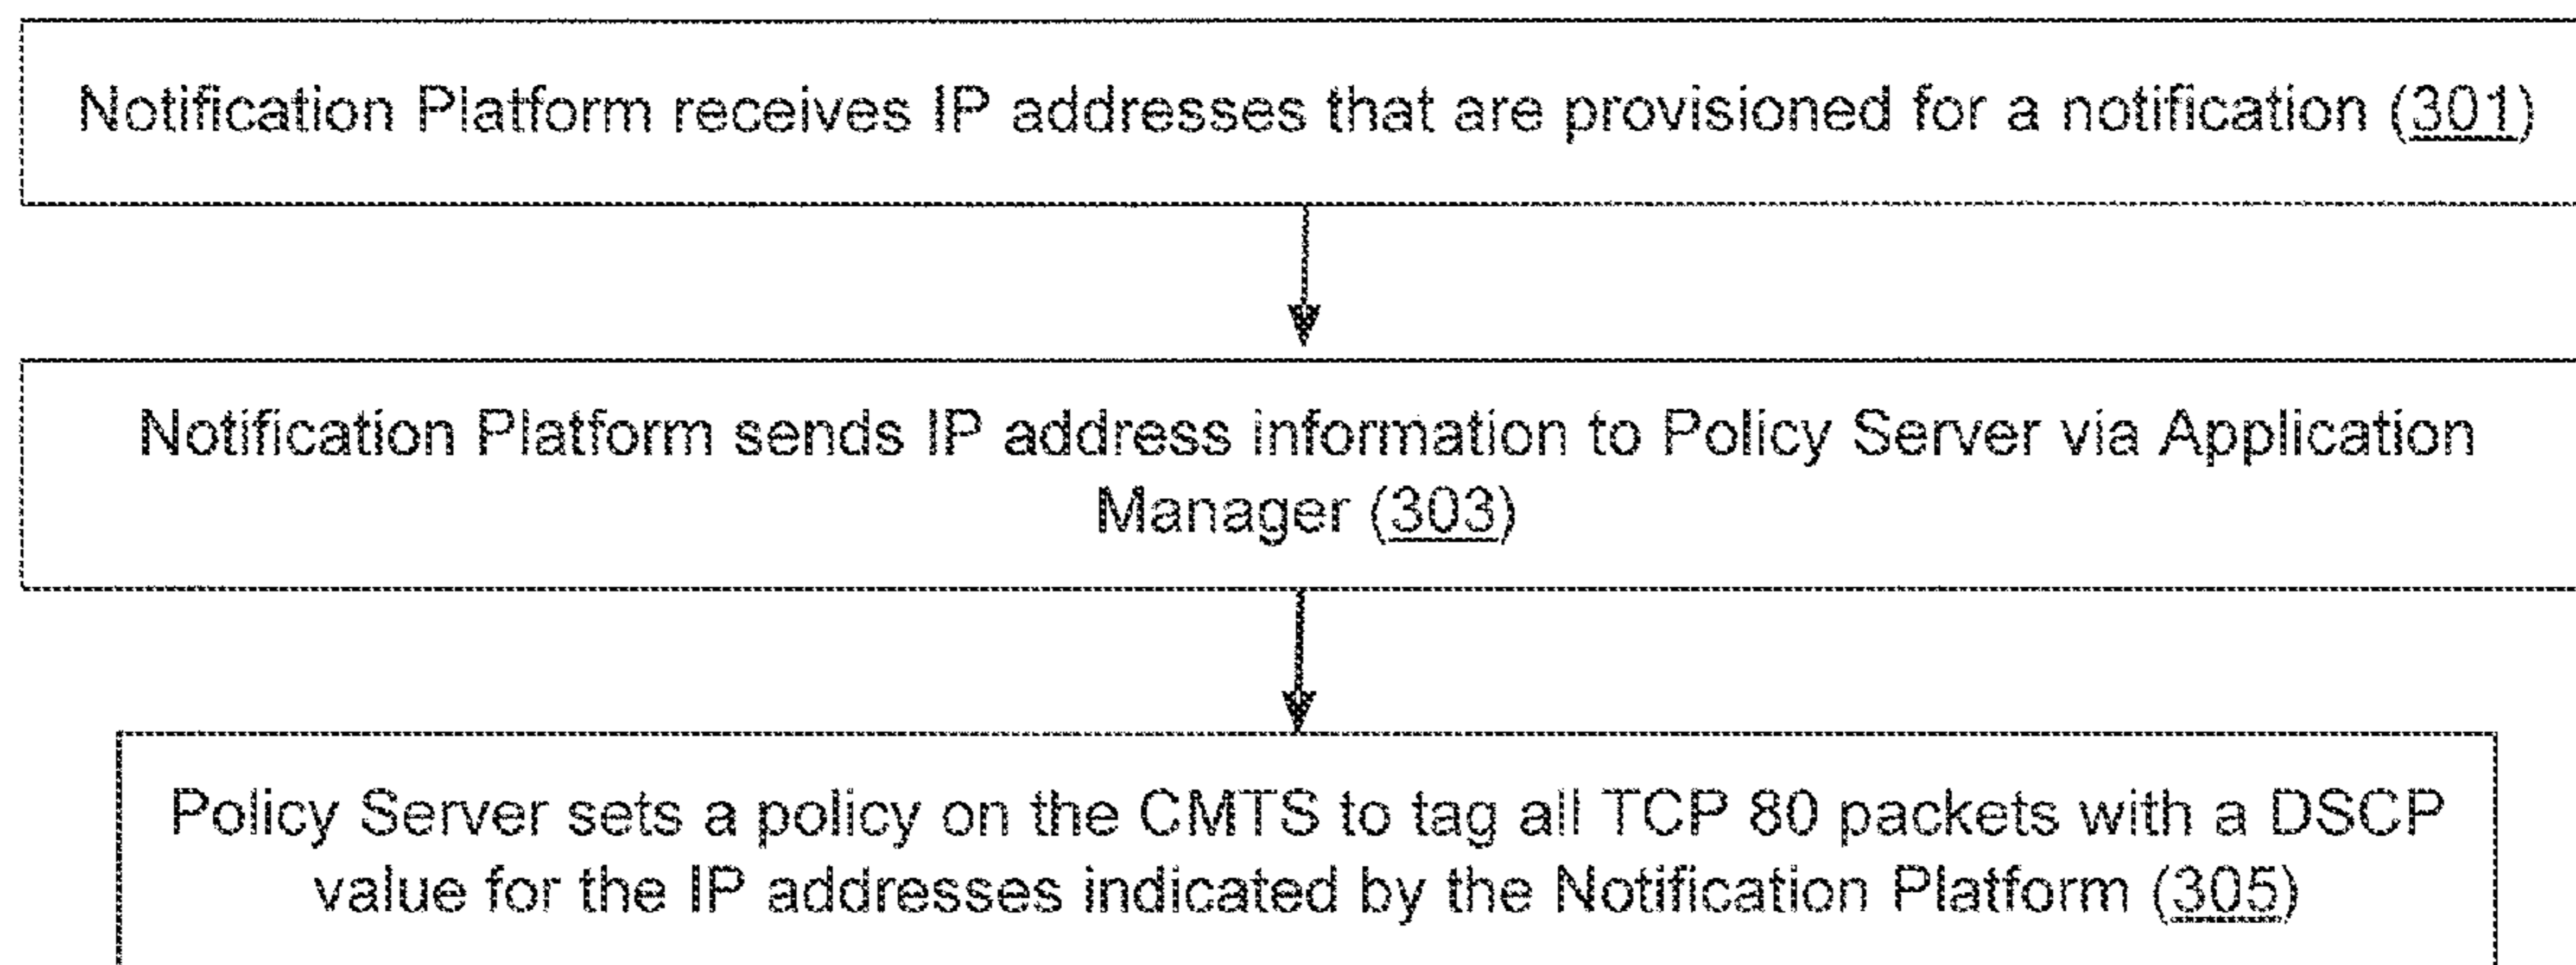 Notification Platform receives IP addresses that are provisioned for a notification (301)
Notification Platform sends IP address information to Policy Server via Application
Manager (303)
Policy Server sets a policy on the CMTS to tag all TCP 80 packets with a DSCP
value for the IP addresses indicated by the Notification Platform (305)